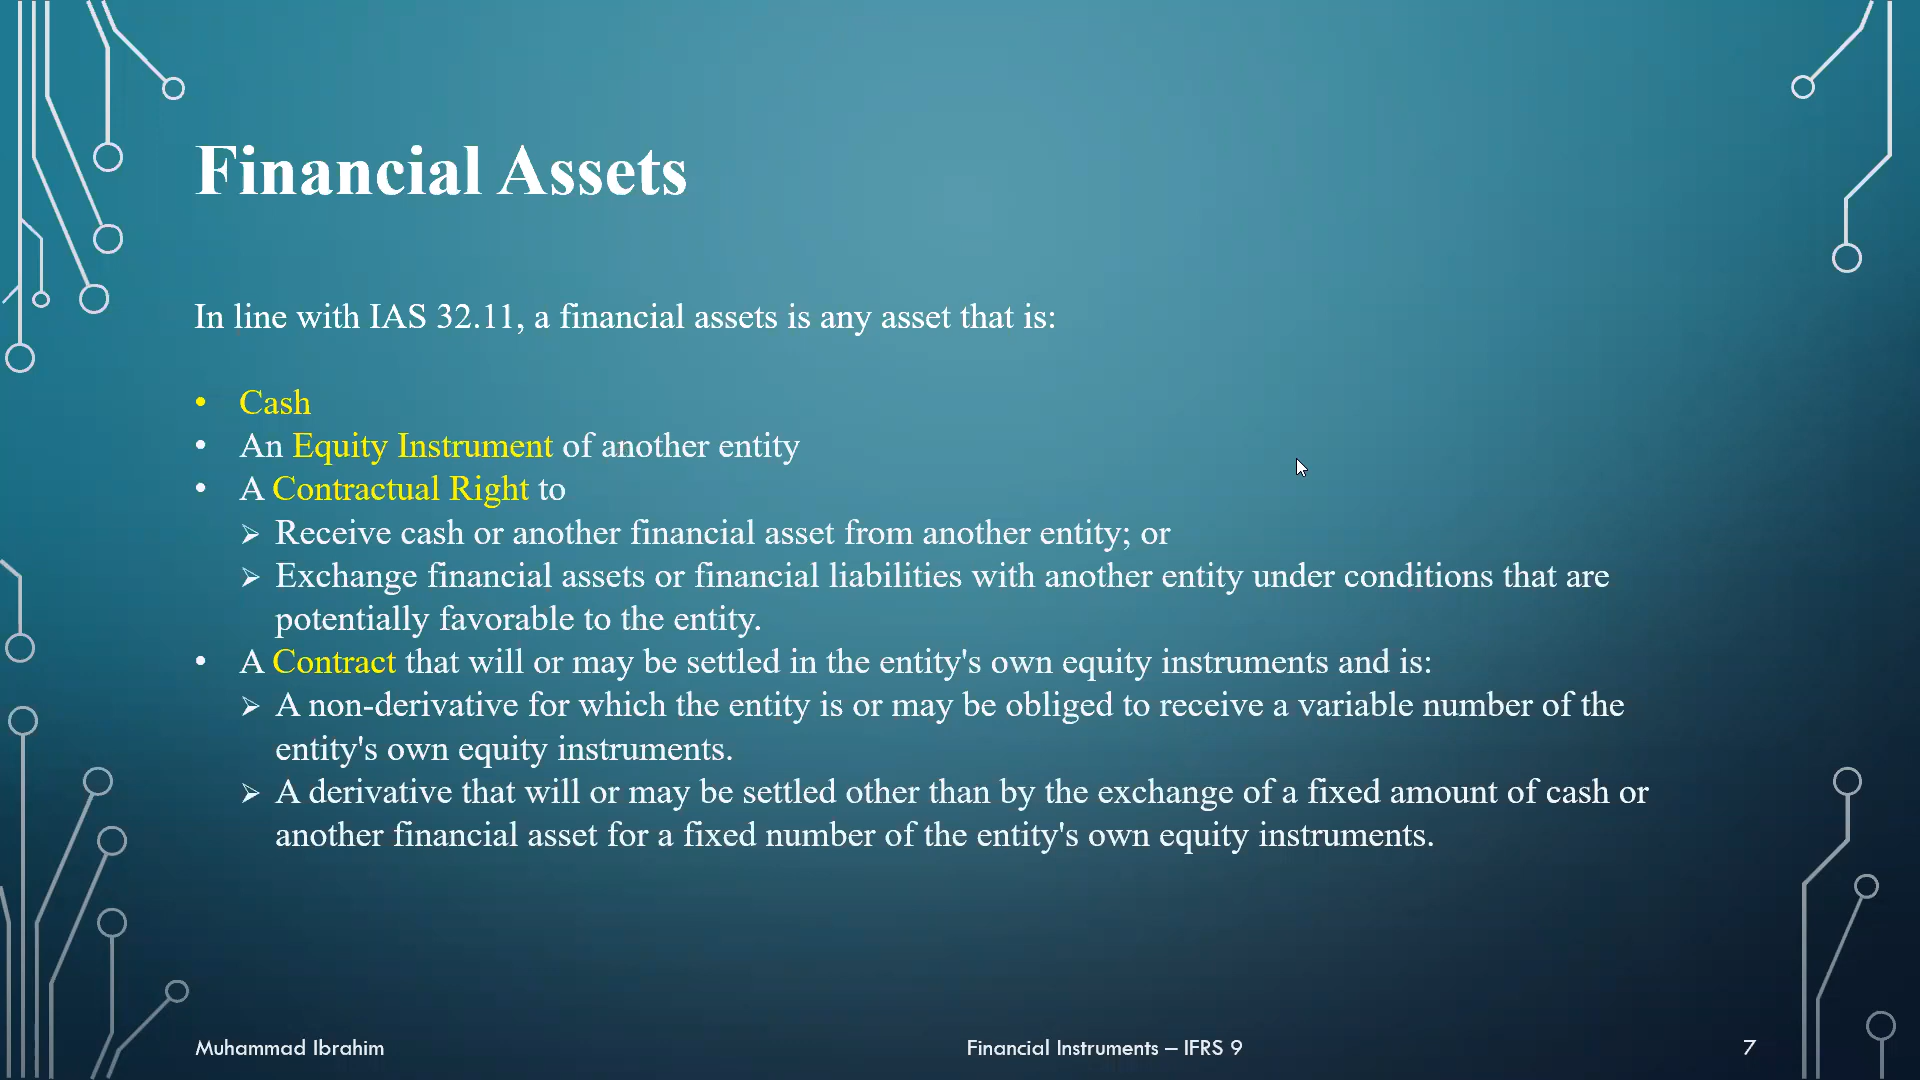 Financial Assets
In line with IAS 32.11, a financial assets is any asset that is:
• Cash
• An Equity Instrument of another entity
• A Contractual Right to
➢ Receive cash or another financial asset from another entity; or
➢ Exchange financial assets or financial liabilities with another entity under conditions that are
potentially favorable to the entity.
• A Contract that will or may be settled in the entity's own equity instruments and is:
➢ A non-derivative for which the entity is or may be obliged to receive a variable number of the
entity's own equity instruments.
➢ A derivative that will or may be settled other than by the exchange of a fixed amount of cash or
another financial asset for a fixed number of the entity's own equity instruments.
Muhammad Ibrahim
Financial Instruments – IFRS 9
7